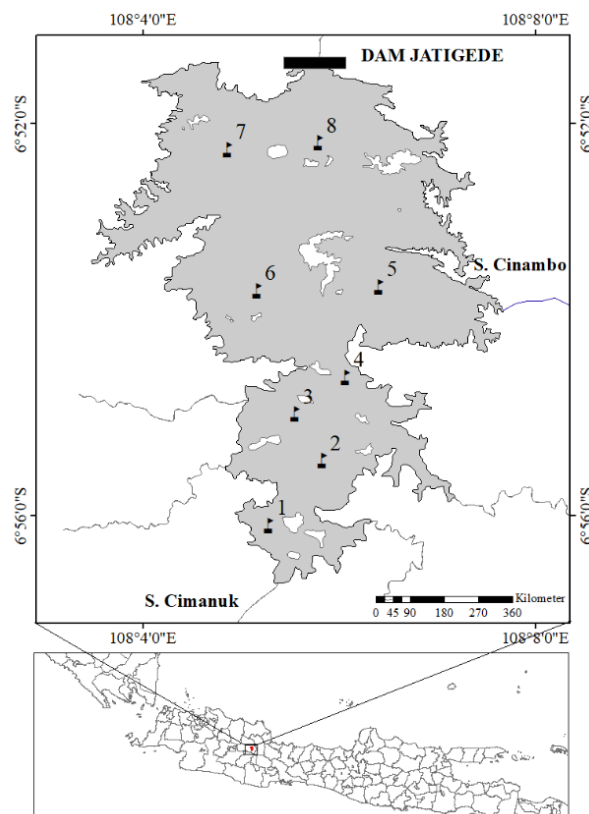 108°4'0"E 108°8'0"E
DAM JATIGEDE
6°52'0"S 6°52'0"S
7 8
S. Cinambo
6 5
4
3
2
1
6°56'0"S 6°56'0"S
S. Cimanuk
Kilometer
0 45 90 180 270 360
108°4'0"E 108°8'0"E